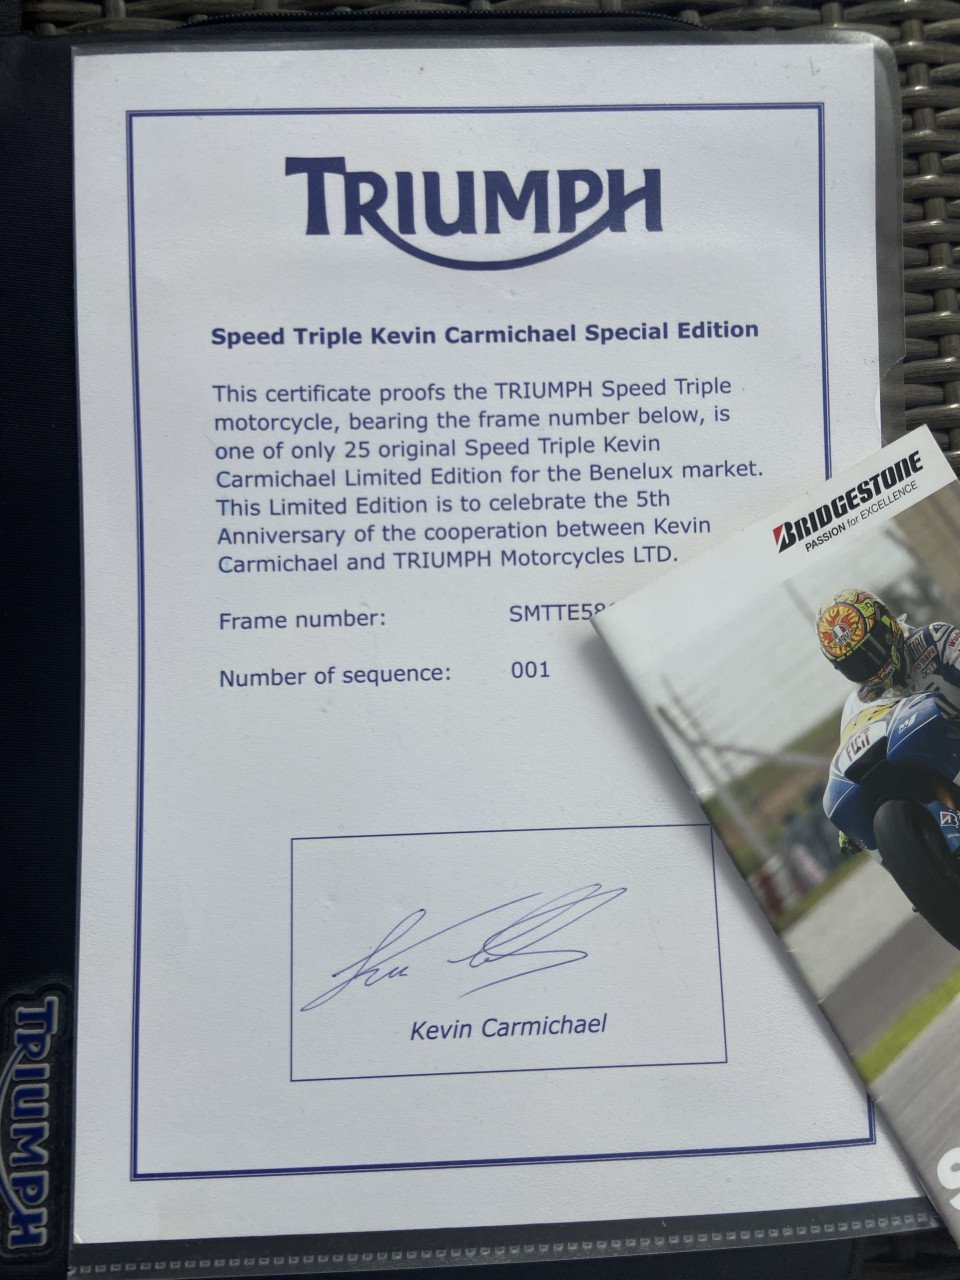 TRIUMPH
Speed Triple Kevin Carmichael Special Edition
This certificate proofs the TRIUMPH Speed Triple
motorcycle, bearing the frame number below, is
one of only 25 original Speed Triple Kevin
Carmichael Limited Edition for the Benelux market.
This Limited Edition is to celebrate the 5th
Anniversary of the cooperation between Kevin
Carmichael and TRIUMPH Motorcycles LTD.
Frame number: SMTTE58
Number of sequence: 001
Kevin Carmichael
TRIUMPH
BRIDGESTONE
PASSION for EXCELLENCE
FIAT